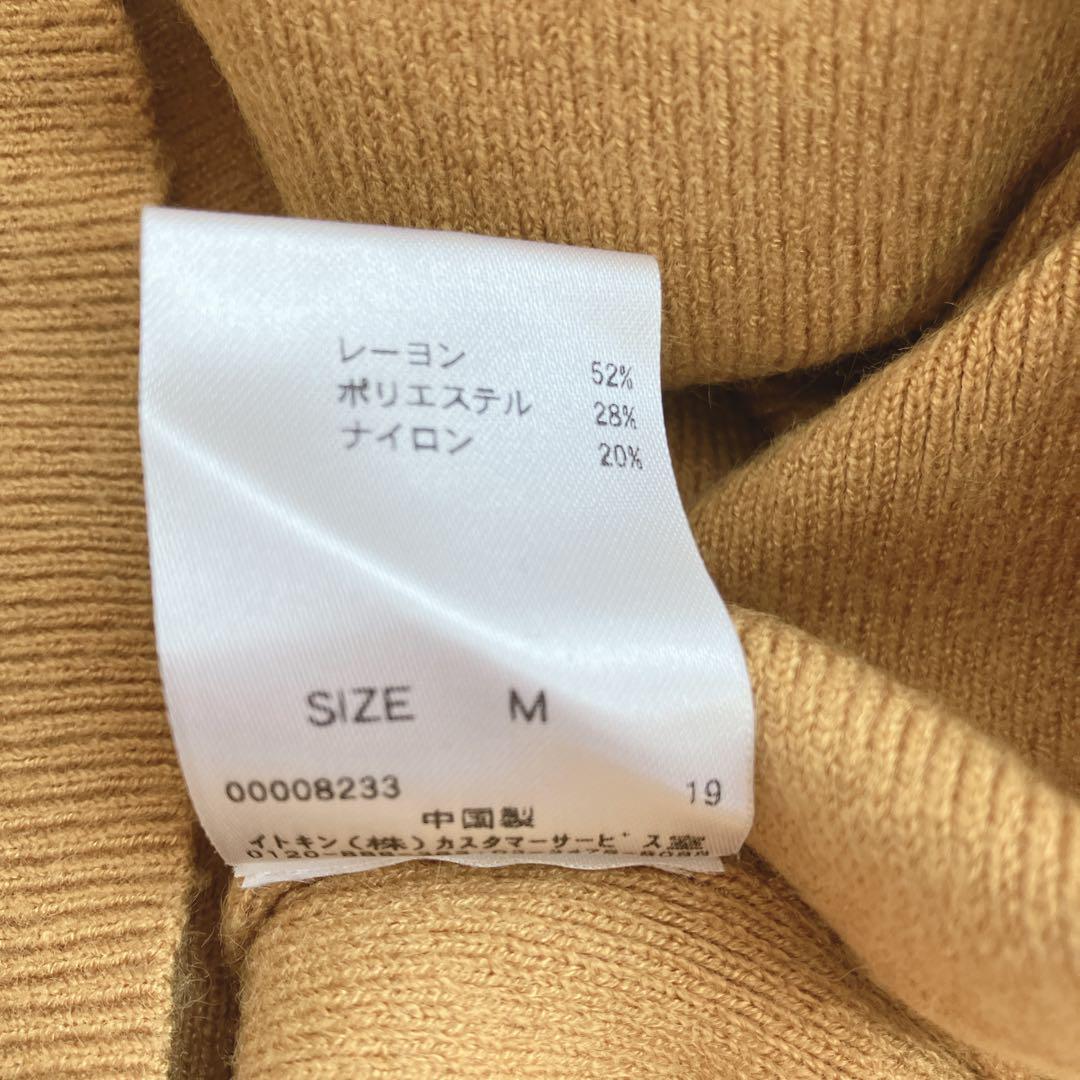 レーヨン 52%
ポリエステル 28%
ナイロン 20%
SIZE M
00008233 19
中国製
イトキン(株)カスタマーサービス室
0120-888-